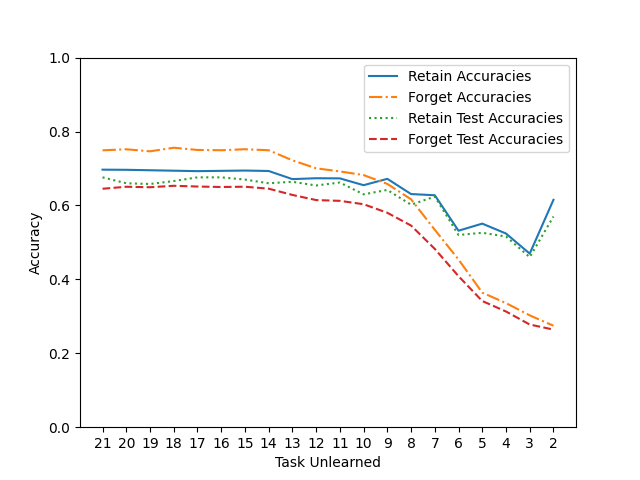 Retain Accuracies
Forget Accuracies
Retain Test Accuracies
Forget Test Accuracies
1.0
0.8
0.6
0.4
0.2
0.0
Accuracy
21 20 19 18 17 16 15 14 13 12 11 10 9 8 7 6 5 4 3 2
Task Unlearned